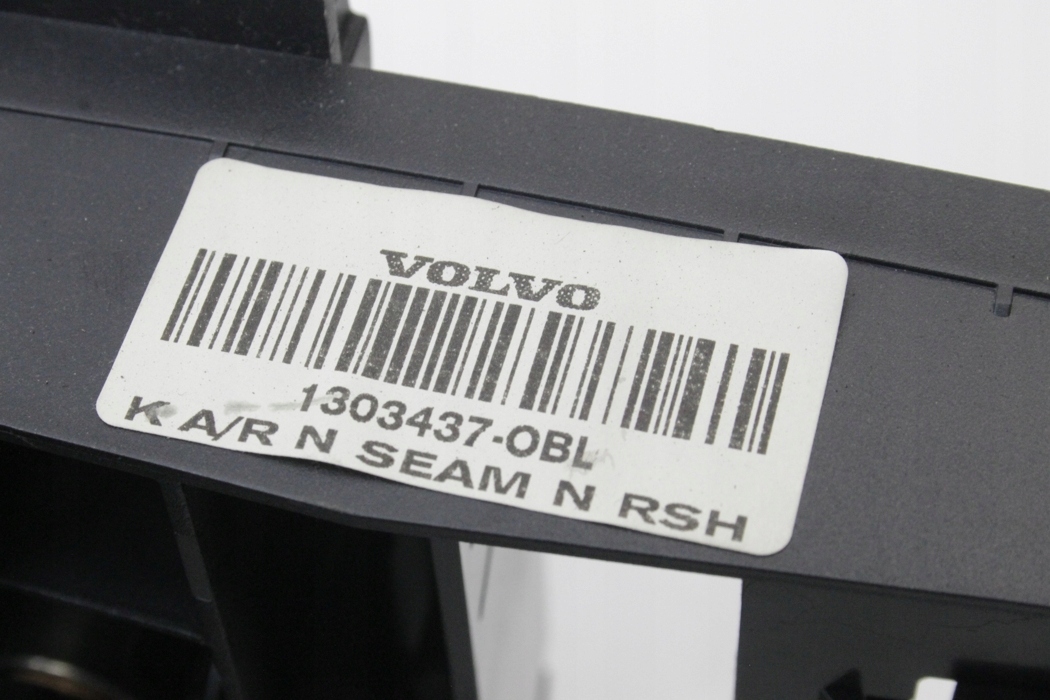 VOLVO
1303437-OBL
K A/R N SEAM N RSH